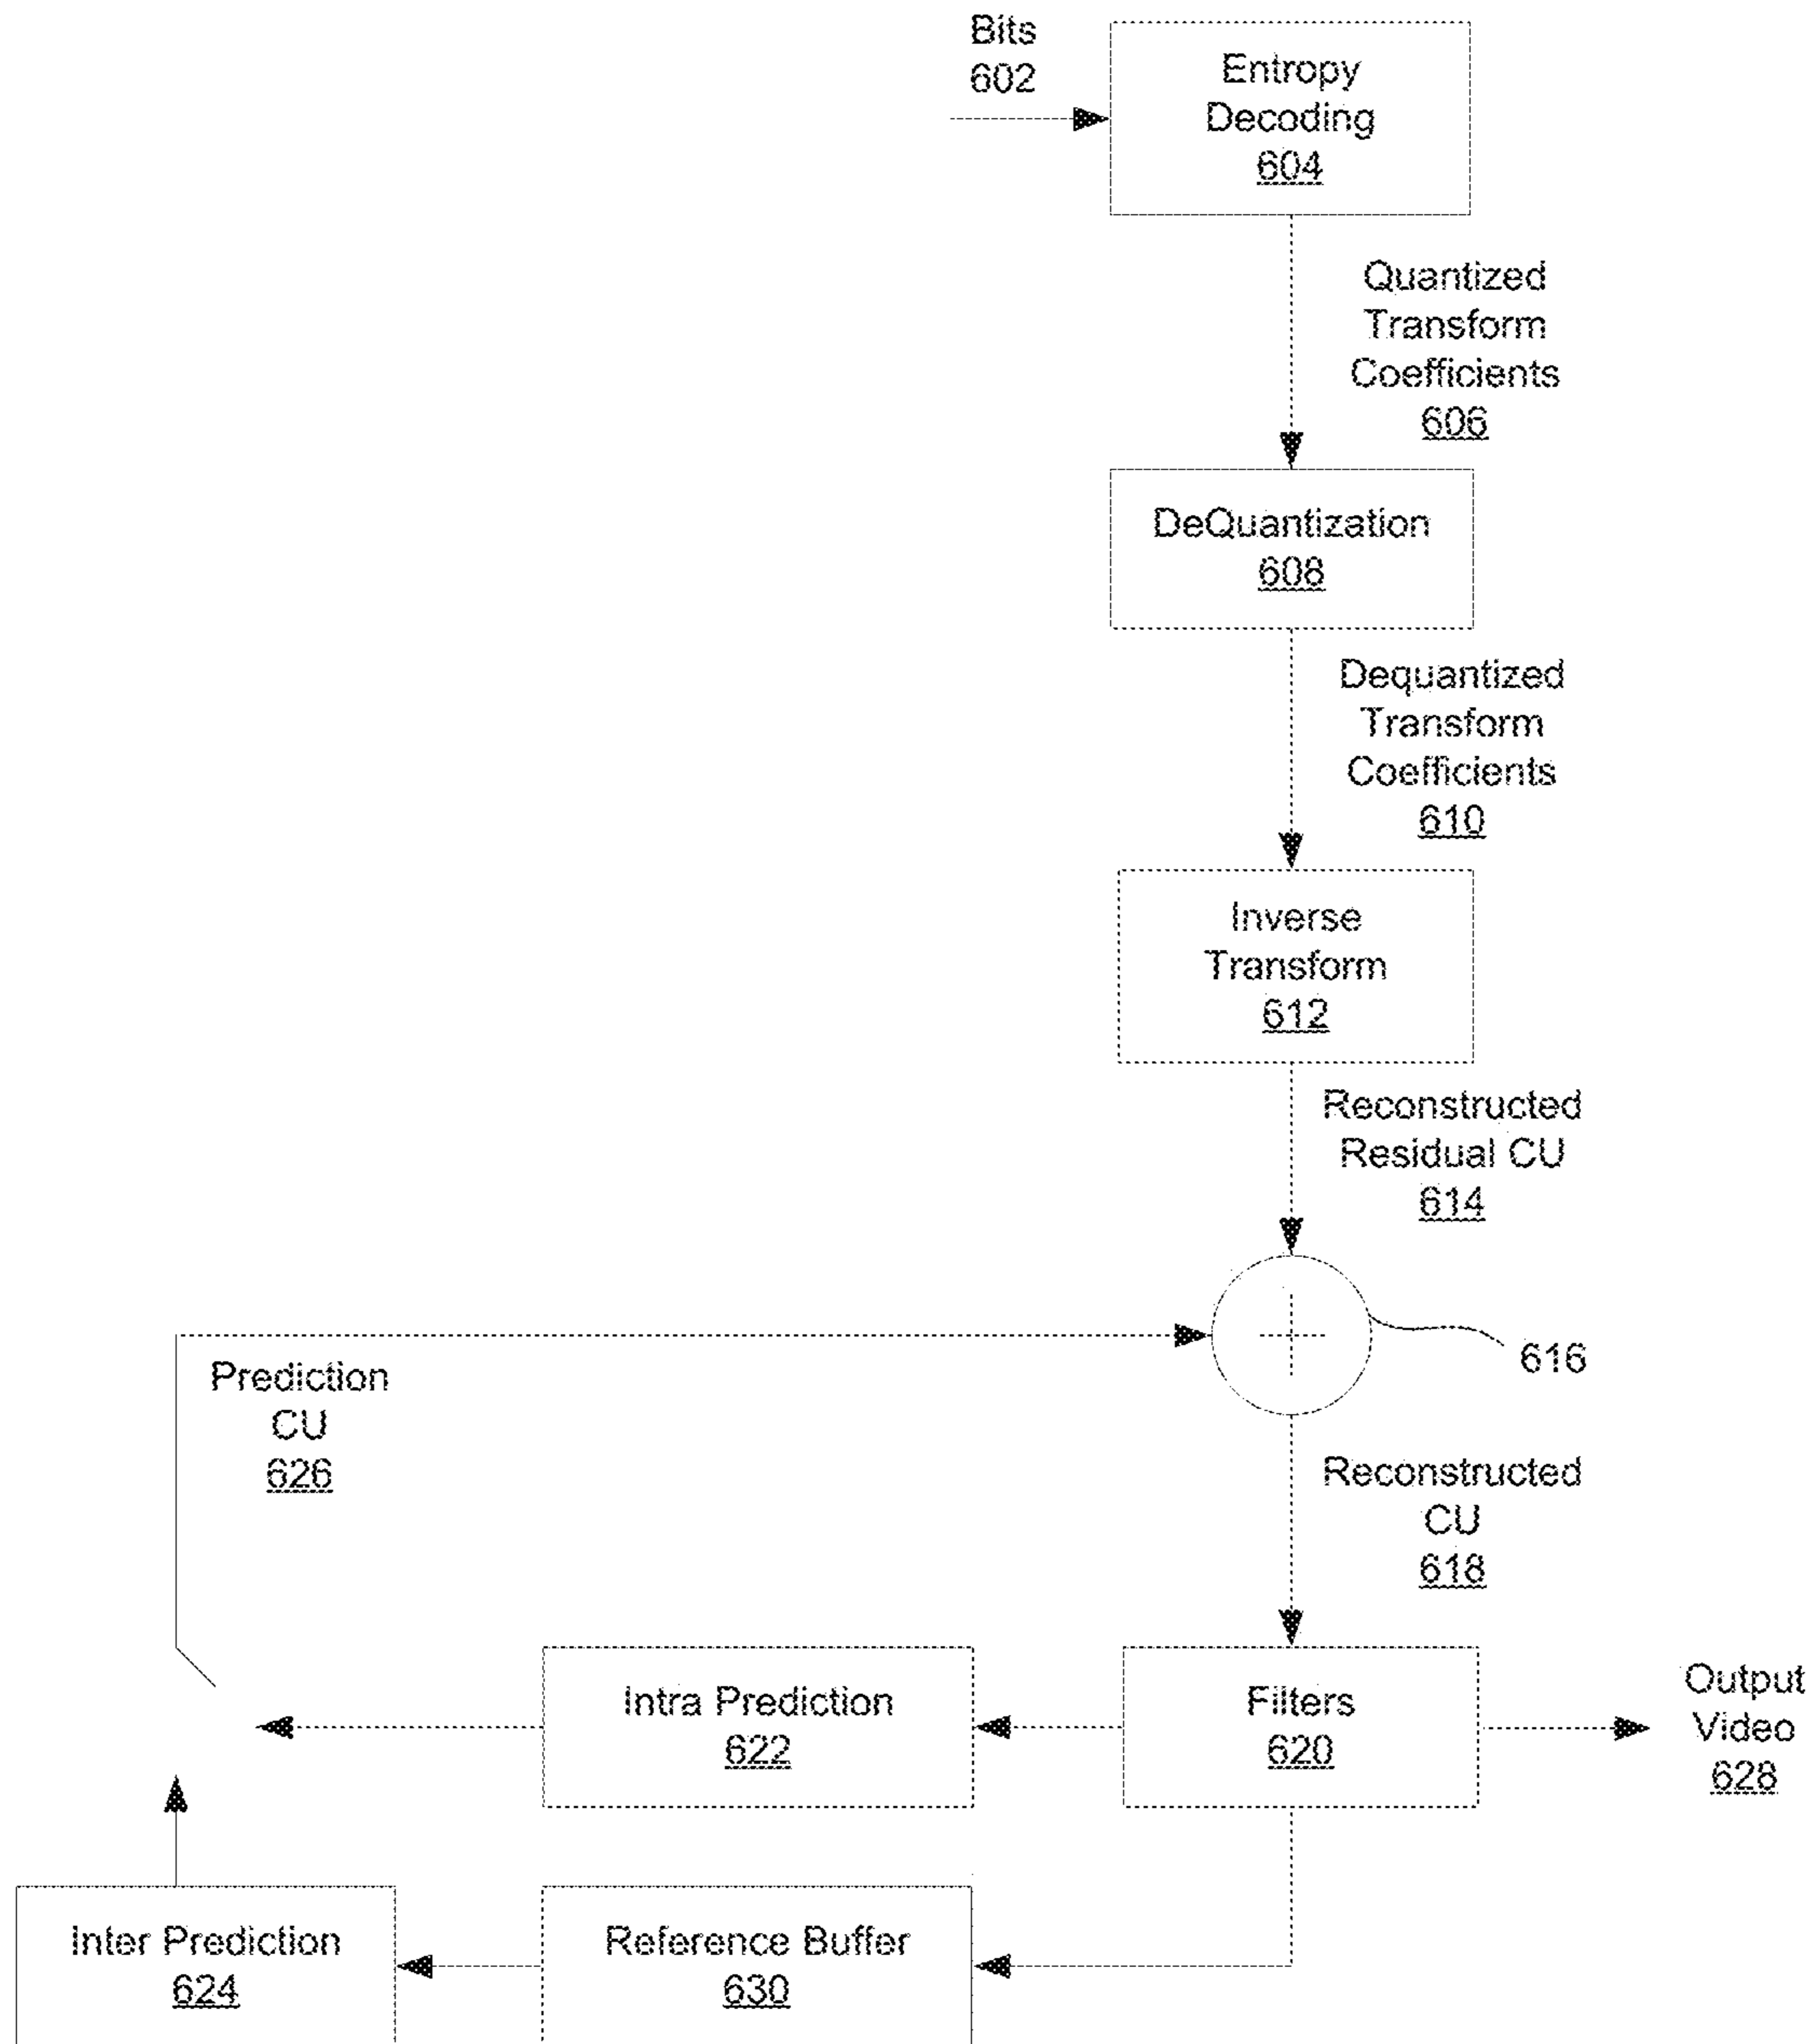 Bits
602
Entropy
Decoding
604
Quantized
Transform
Coefficients
606
DeQuantization
608
Dequantized
Transform
Coefficients
610
Inverse
Transform
612
Reconstructed
Residual CU
614
616
Prediction
CU
626
Reconstructed
CU
618
Intra Prediction
622
Filters
620
Output
Video
628
Inter Prediction
624
Reference Buffer
630